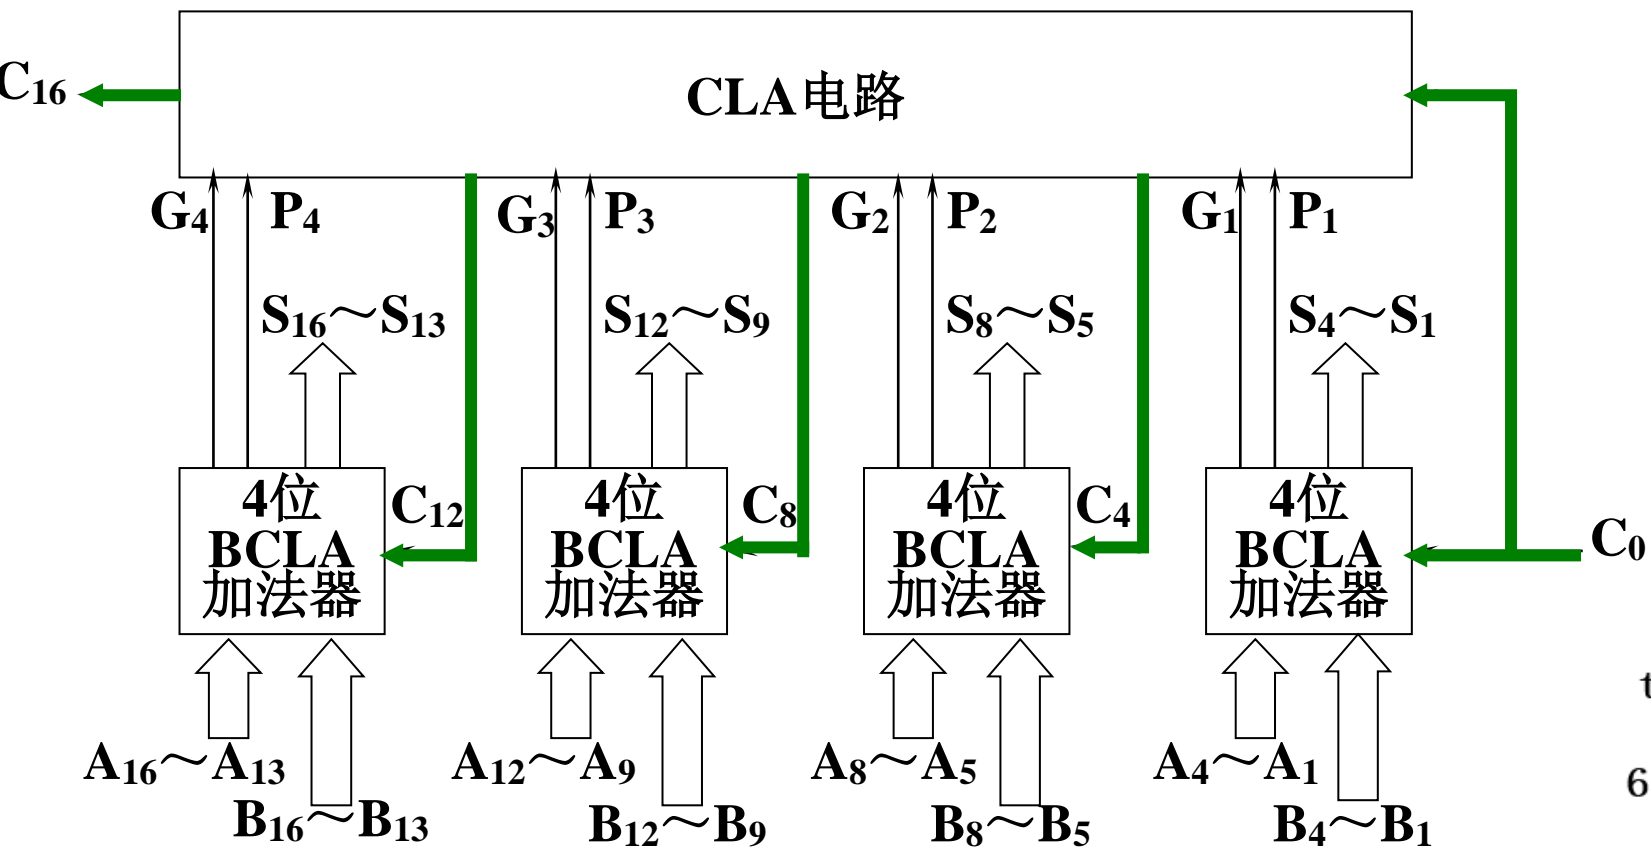 C16
CLA电路
G4 P4 G3 P3 G2 P2 G1 P1
S16～S13 S12～S9 S8～S5 S4～S1
4位 BCLA 加法器 C12 4位 BCLA 加法器 C8 4位 BCLA 加法器 C4 4位 BCLA 加法器 C0
t
A16～A13 A12～A9 A8～A5 A4～A1
6
B16～B13 B12～B9 B8～B5 B4～B1